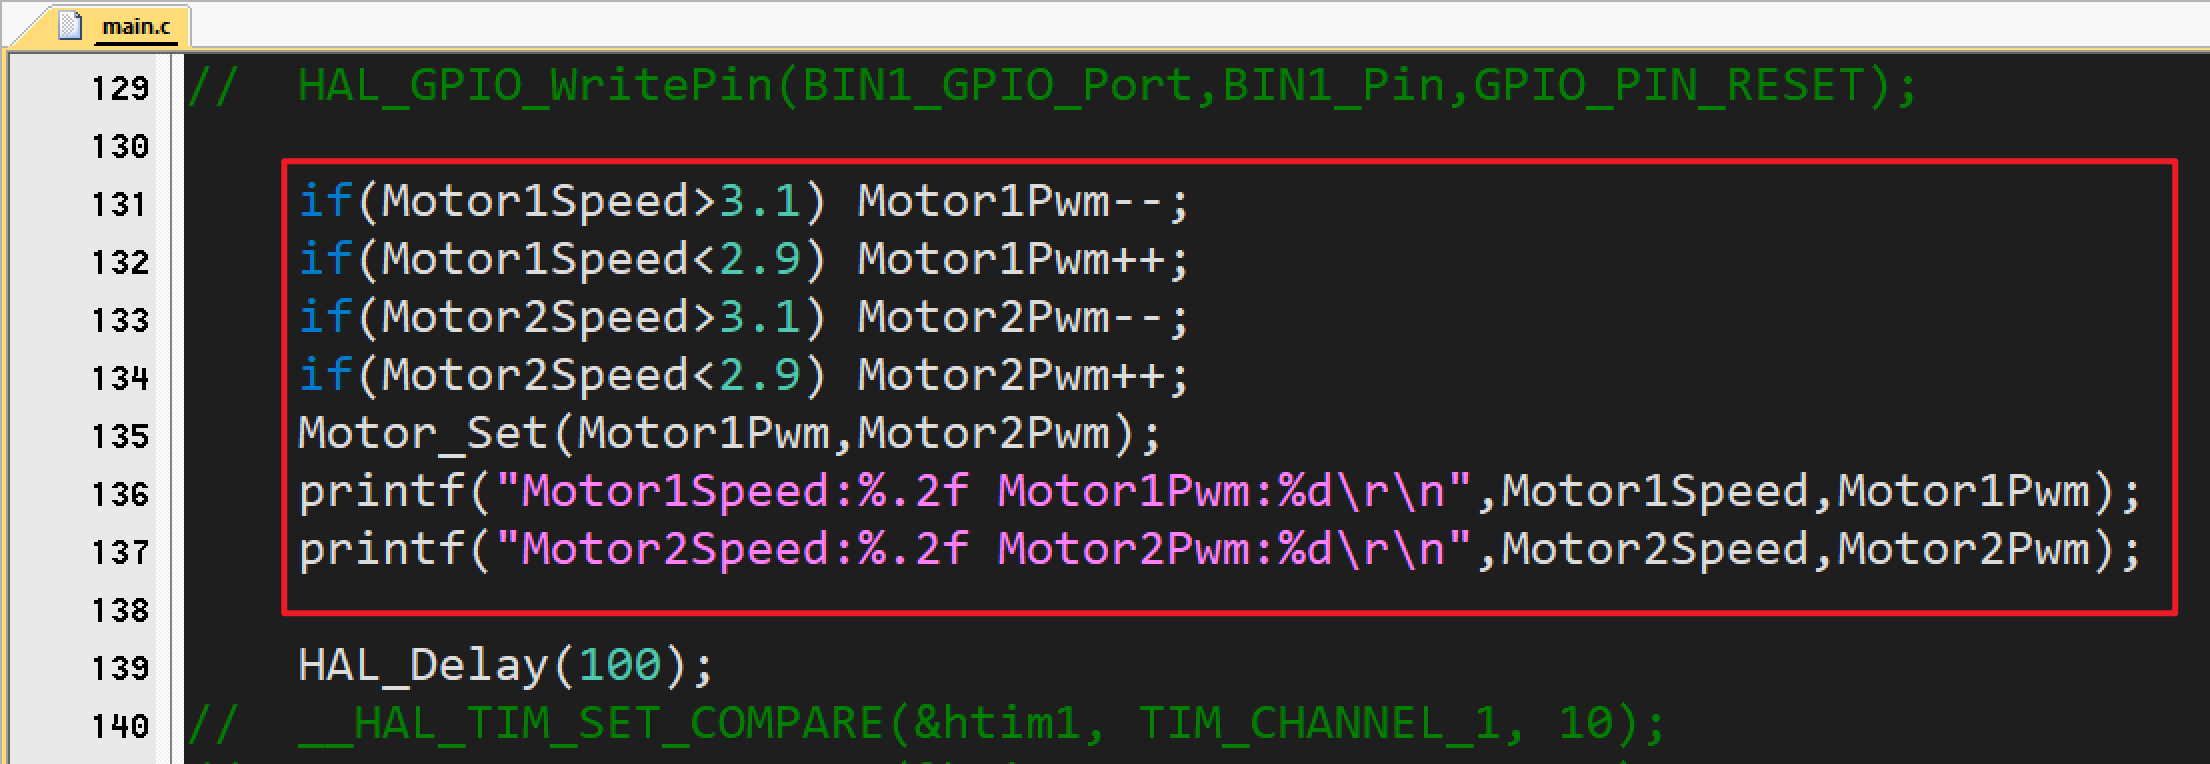 main.c
129 //  HAL_GPIO_WritePin(BIN1_GPIO_Port,BIN1_Pin,GPIO_PIN_RESET);
130
131     if(Motor1Speed>3.1) Motor1Pwm--;
132     if(Motor1Speed<2.9) Motor1Pwm++;
133     if(Motor2Speed>3.1) Motor2Pwm--;
134     if(Motor2Speed<2.9) Motor2Pwm++;
135     Motor_Set(Motor1Pwm,Motor2Pwm);
136     printf("Motor1Speed:%.2f Motor1Pwm:%d\r\n",Motor1Speed,Motor1Pwm);
137     printf("Motor2Speed:%.2f Motor2Pwm:%d\r\n",Motor2Speed,Motor2Pwm);
138
139     HAL_Delay(100);
140 //  __HAL_TIM_SET_COMPARE(&htim1, TIM_CHANNEL_1, 10);